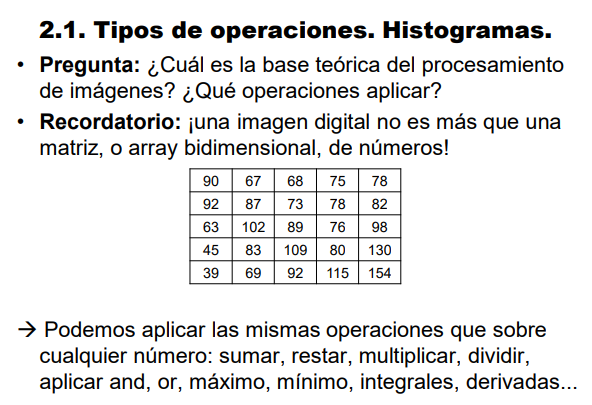 2.1. Tipos de operaciones. Histogramas.
• Pregunta: ¿Cuál es la base teórica del procesamiento
de imágenes? ¿Qué operaciones aplicar?
• Recordatorio: ¡una imagen digital no es más que una
matriz, o array bidimensional, de números!
90 67 68 75 78
92 87 73 78 82
63 102 89 76 98
45 83 109 80 130
39 69 92 115 154
→ Podemos aplicar las mismas operaciones que sobre
cualquier número: sumar, restar, multiplicar, dividir,
aplicar and, or, máximo, mínimo, integrales, derivadas...